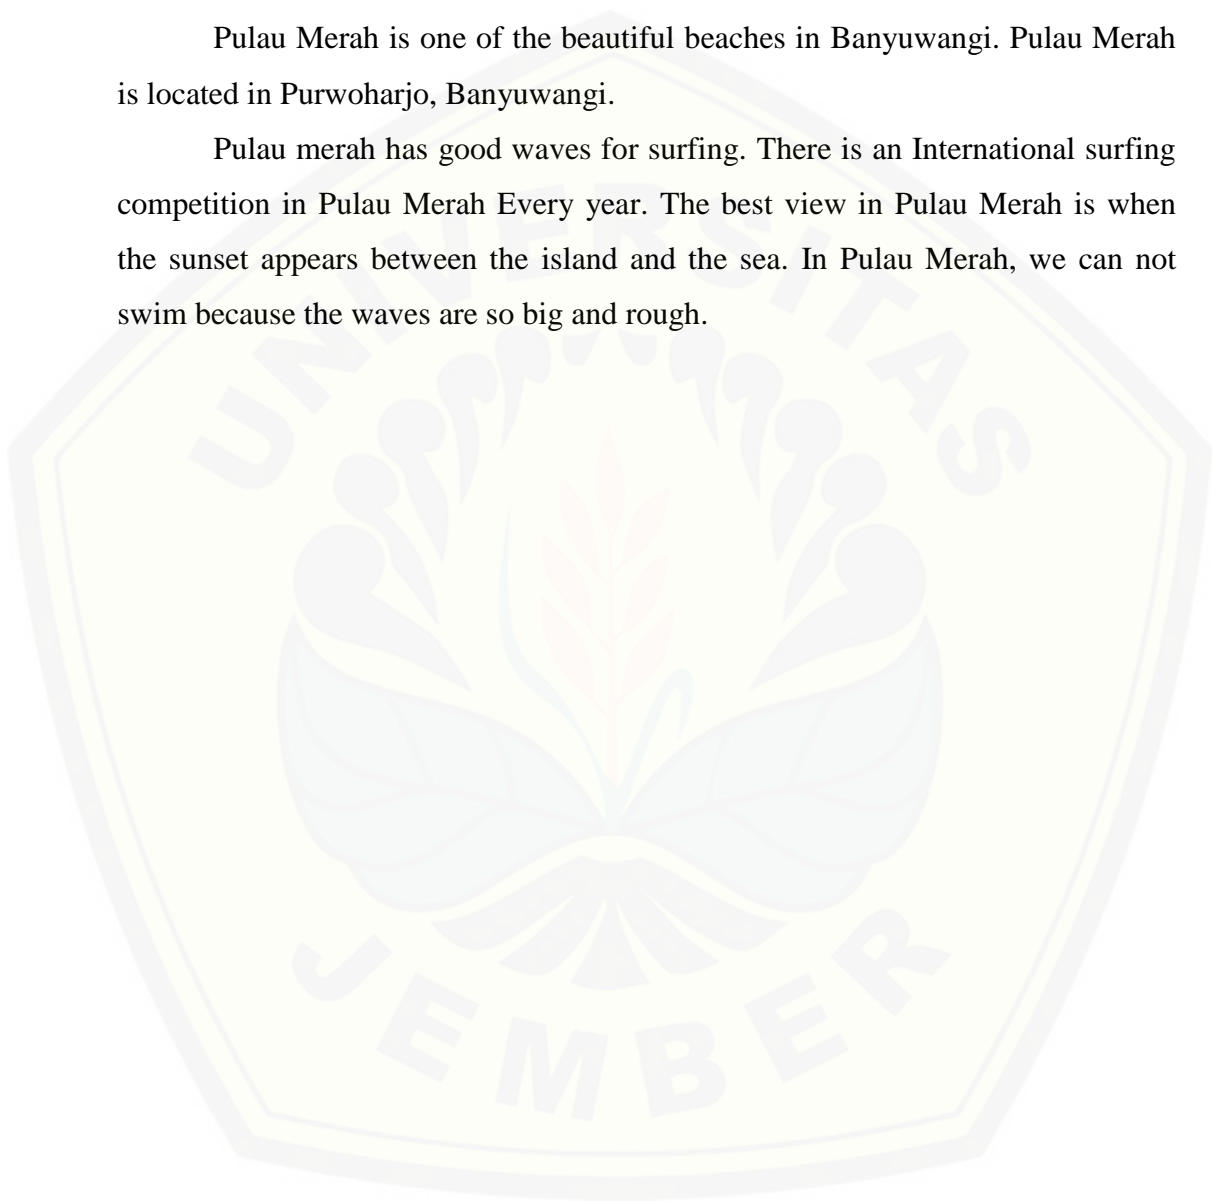 Pulau Merah is one of the beautiful beaches in Banyuwangi. Pulau Merah
is located in Purwoharjo, Banyuwangi.
Pulau merah has good waves for surfing. There is an International surfing
competition in Pulau Merah Every year. The best view in Pulau Merah is when
the sunset appears between the island and the sea. In Pulau Merah, we can not
swim because the waves are so big and rough.
UNIVERSITAS
JEMBER